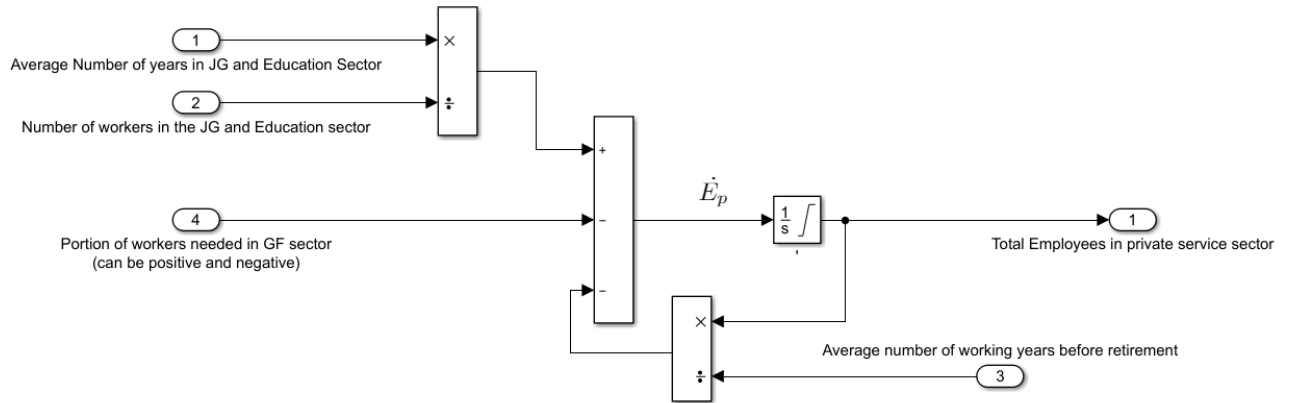 1
×
Average Number of years in JG and Education Sector
2
÷
Number of workers in the JG and Education sector
+
Ė_p
4
−
1/s ∫
1
Portion of workers needed in GF sector
(can be positive and negative)
Total Employees in private service sector
'
−
×
Average number of working years before retirement
÷
3